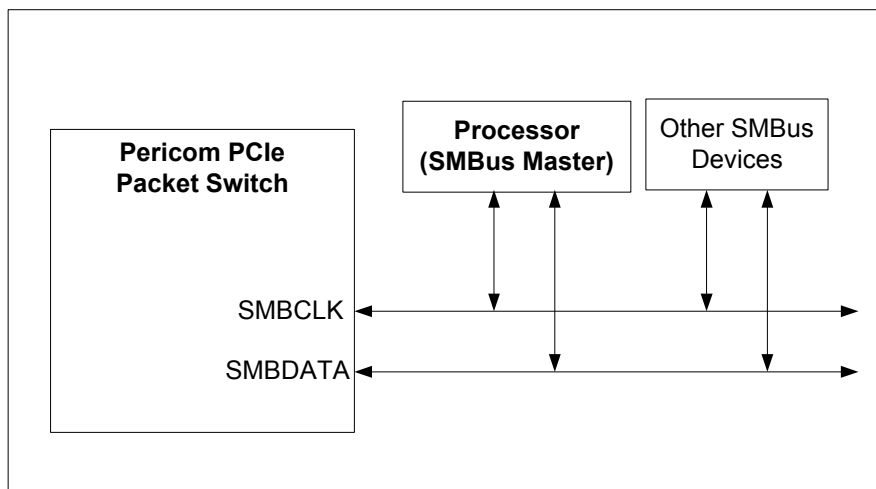 Pericom PCIe
Packet Switch
Processor
(SMBus Master)
Other SMBus
Devices
SMBCLK
SMBDATA